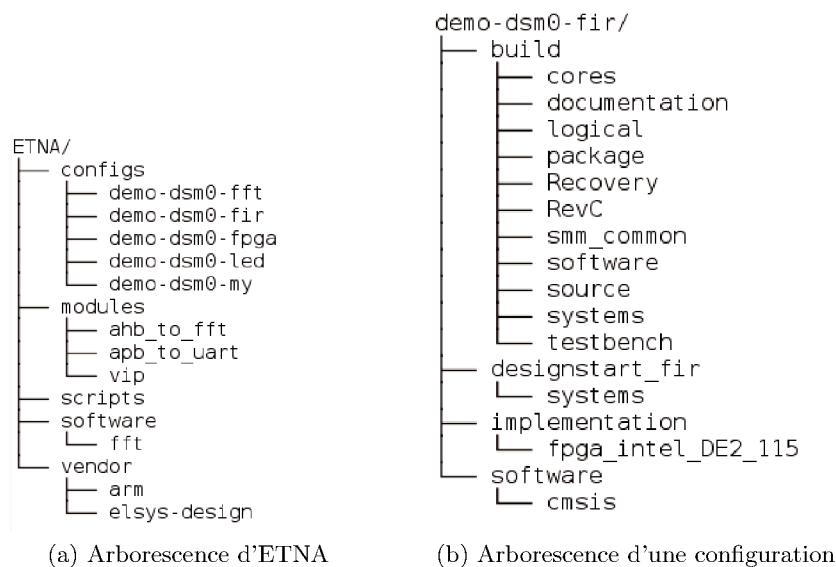 ETNA/
configs
demo-dsm0-fft
demo-dsm0-fir
demo-dsm0-fpga
demo-dsm0-led
demo-dsm0-my
modules
ahb_to_fft
apb_to_uart
vip
scripts
software
fft
vendor
arm
elsys-design
(a) Arborescence d'ETNA
demo-dsm0-fir/
build
cores
documentation
logical
package
Recovery
RevC
smm_common
software
source
systems
testbench
designstart_fir
systems
implementation
fpga_intel_DE2_115
software
cmsis
(b) Arborescence d'une configuration